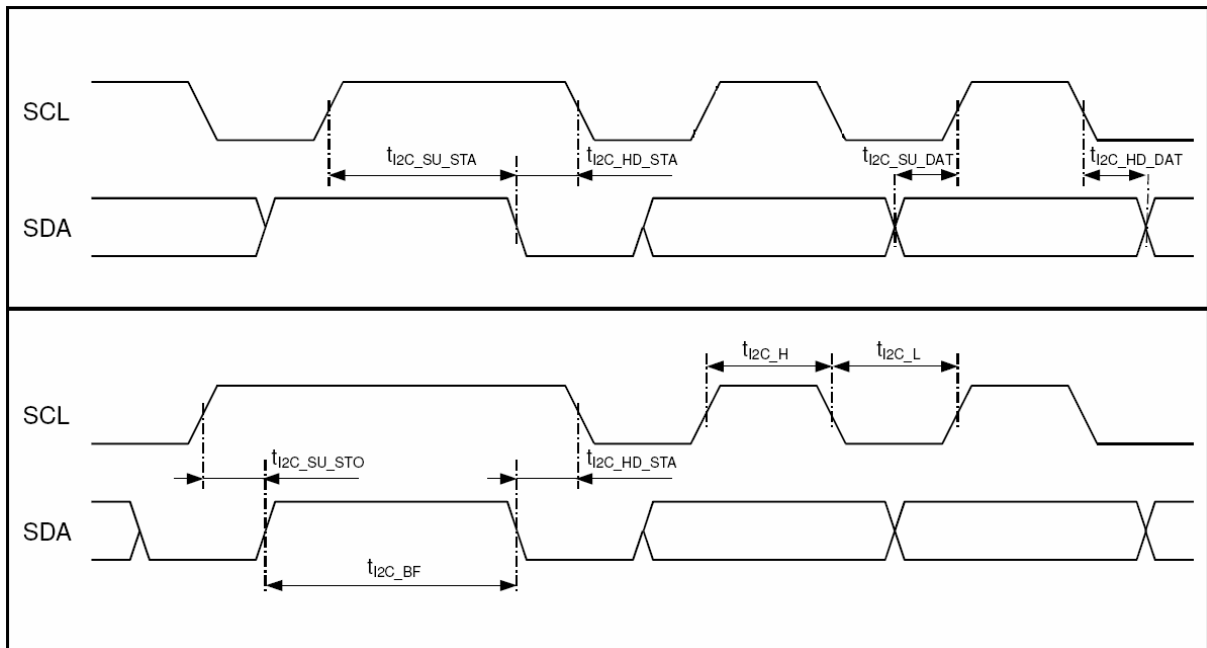 SCL
tI2C_SU_STA
tI2C_HD_STA
tI2C_SU_DAT
tI2C_HD_DAT
SDA
tI2C_H
tI2C_L
SCL
tI2C_SU_STO
tI2C_HD_STA
SDA
tI2C_BF